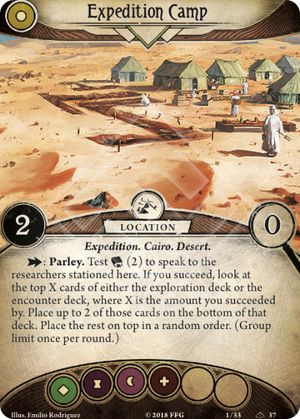 Expedition Camp
2
LOCATION
0
Expedition. Cairo. Desert.
: Parley. Test (2) to speak to the
researchers stationed here. If you succeed, look at
the top X cards of either the exploration deck or the
encounter deck, where X is the amount you succeeded
by. Place up to 2 of those cards on the bottom of
that deck. Place the rest on top in a random order. (Group
limit once per round.)
Illus. Emilio Rodriguez
© 2018 FFG
1/33
37